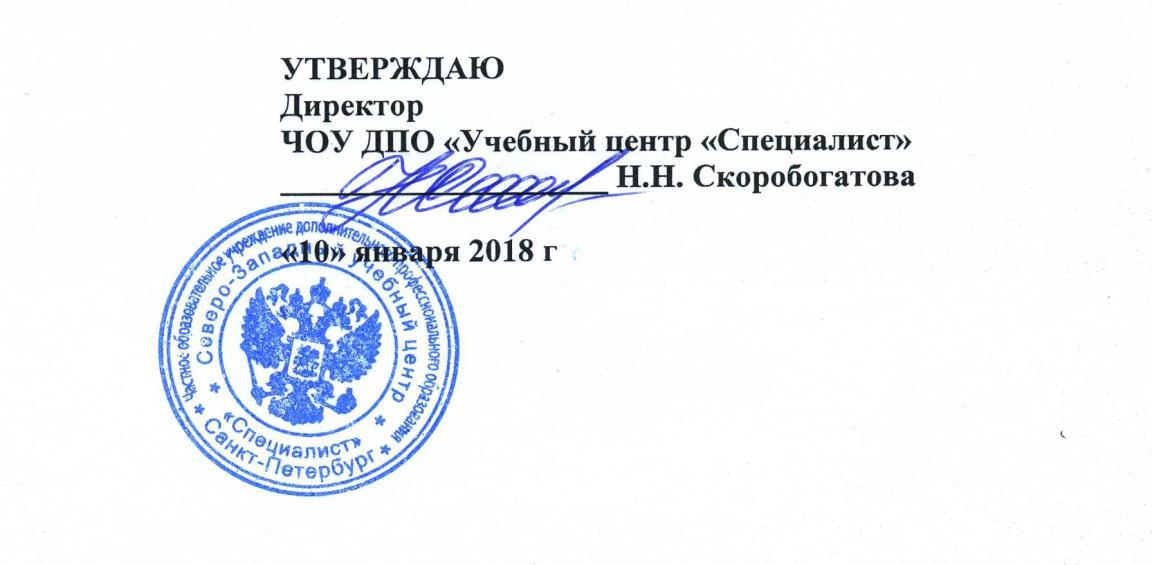 УТВЕРЖДАЮ
Директор
ЧОУ ДПО «Учебный центр «Специалист»
____________________ Н.Н. Скоробогатова
«10» января 2018 г
Частное образовательное учреждение дополнительного профессионального образования
Северо-Западный учебный центр
«Специалист»
* Санкт-Петербург *